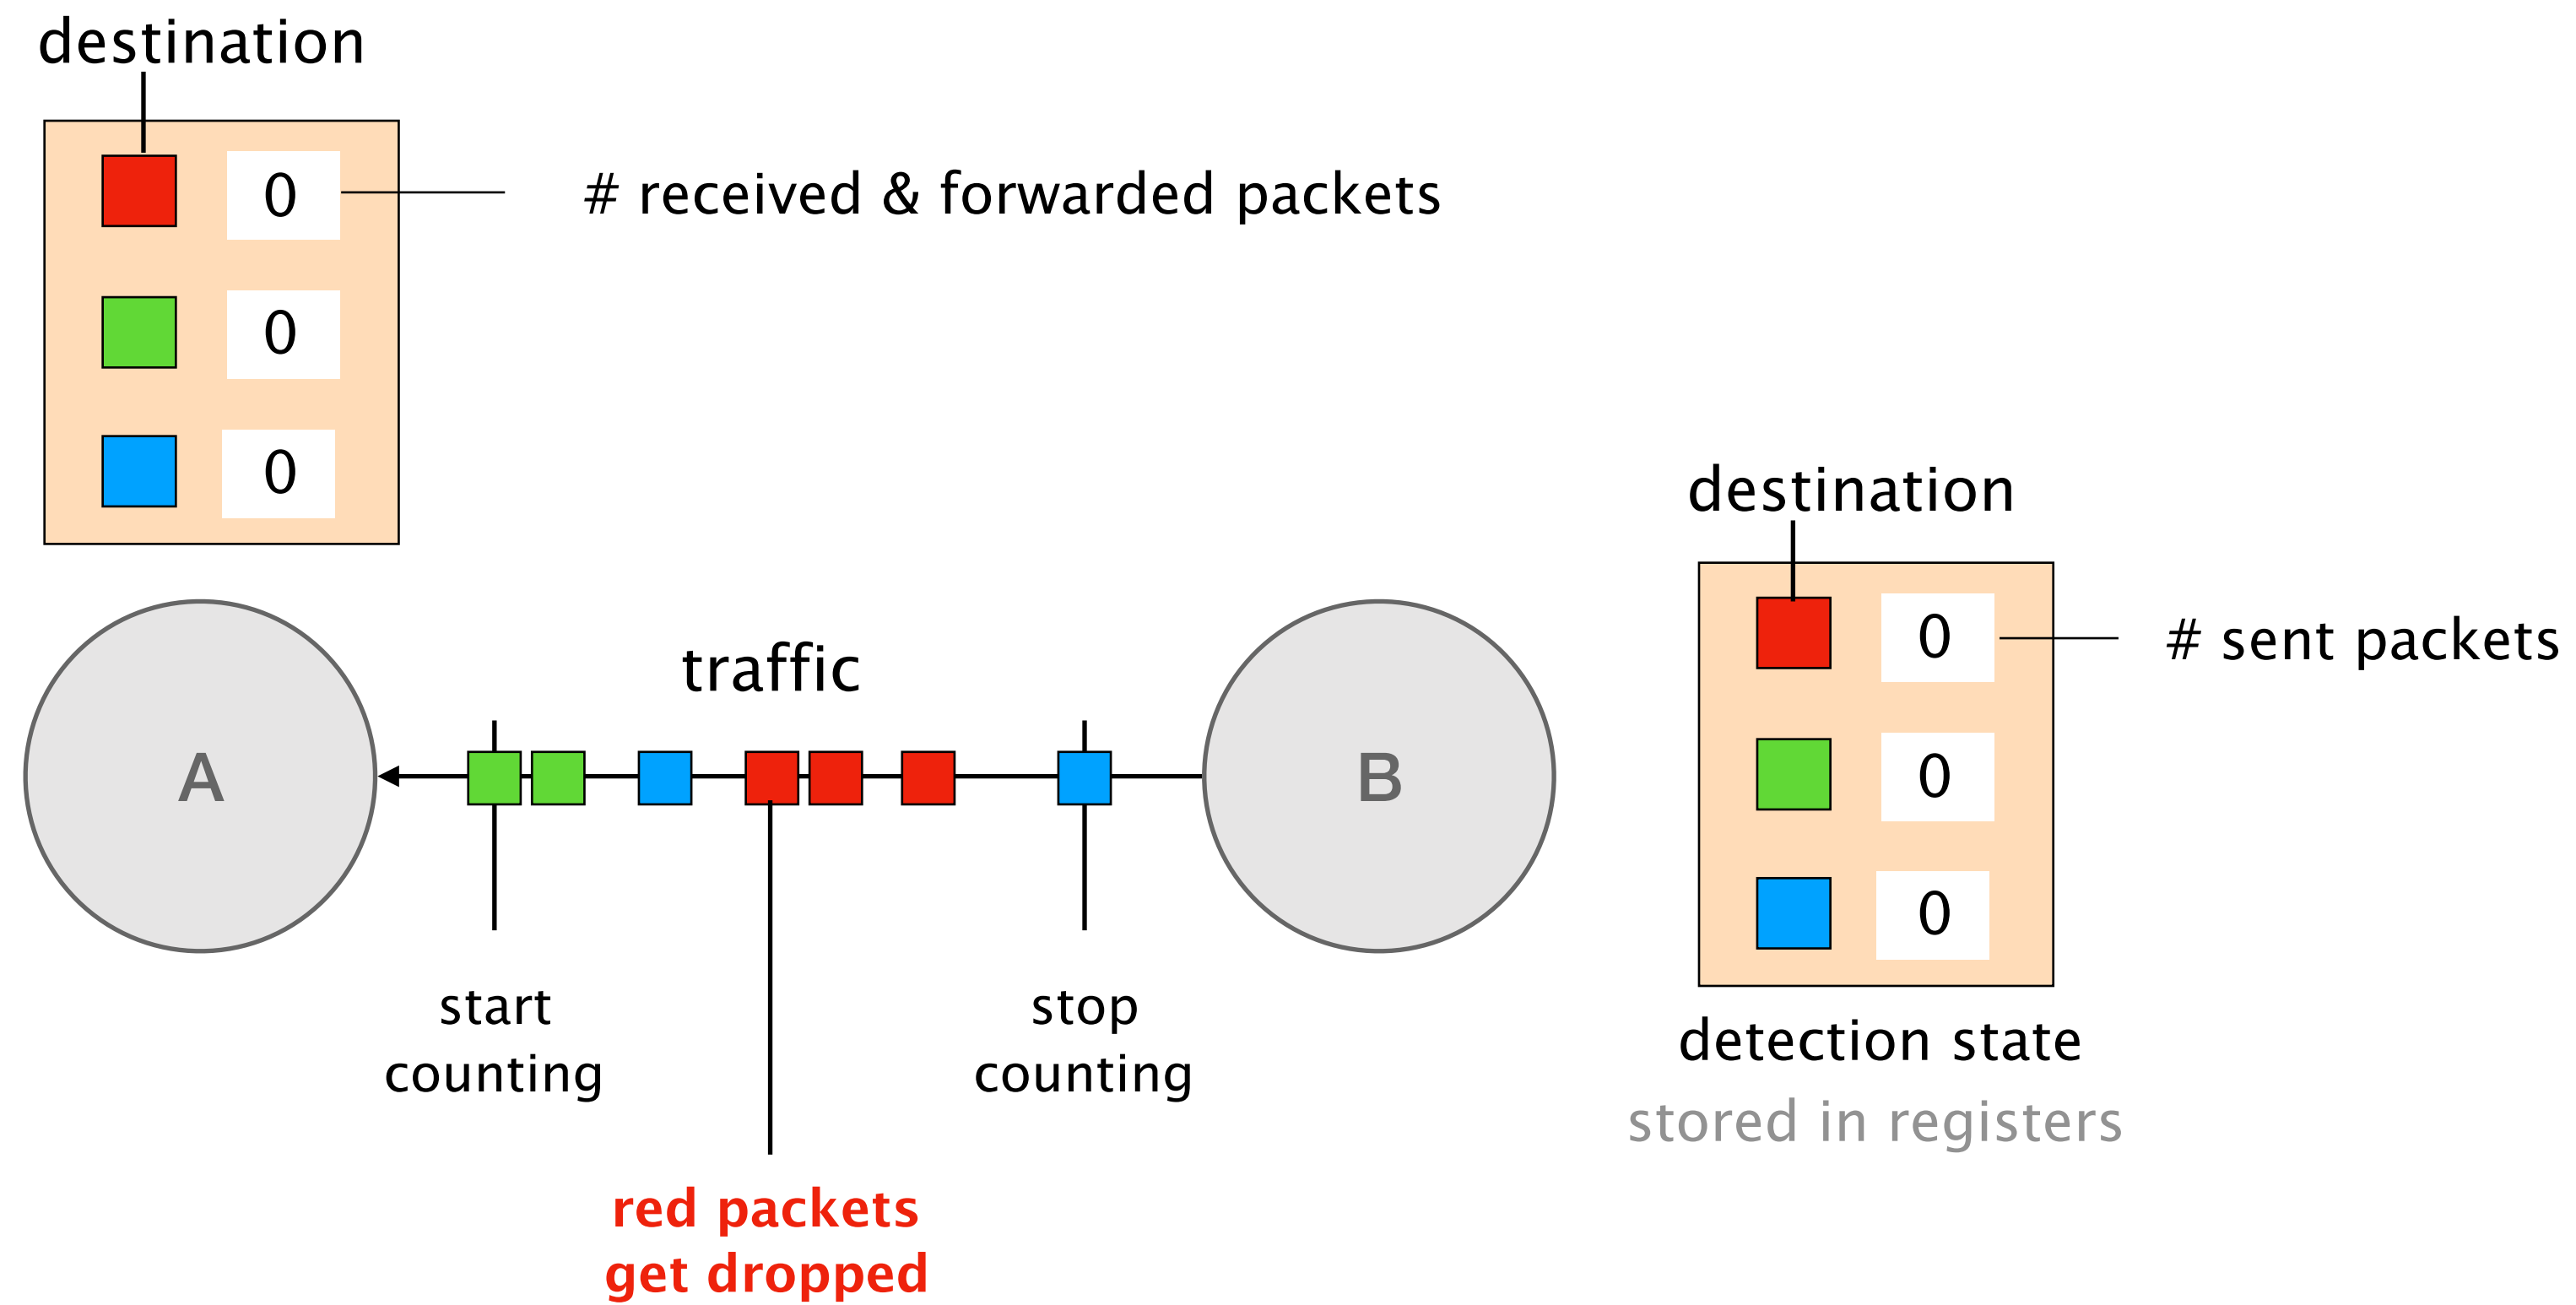 destination
0
# received & forwarded packets
0
0
destination
0
# sent packets
traffic
A
B
0
0
start
counting
stop
counting
detection state
stored in registers
red packets
get dropped